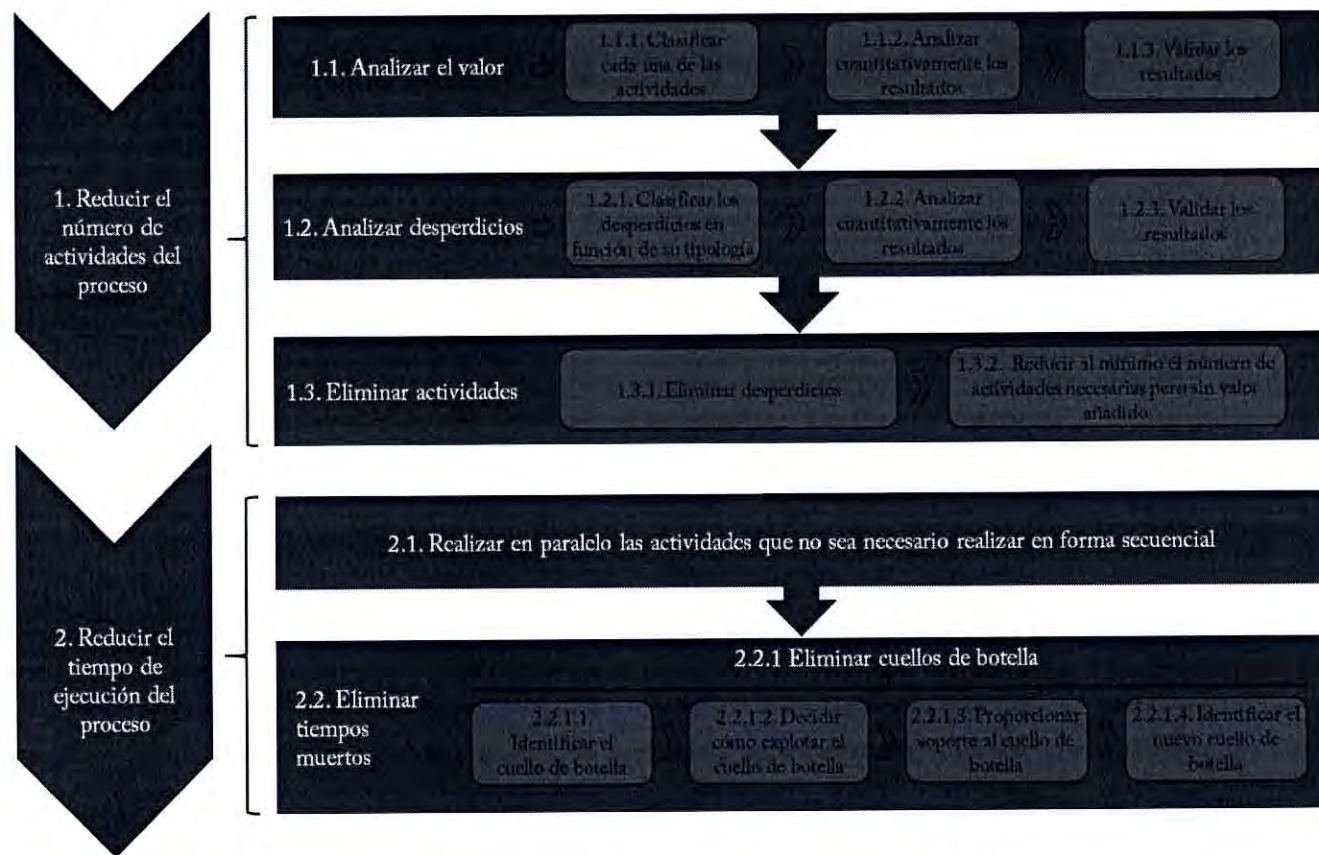 1. Reducir el
número de
actividades del
proceso
1.1. Analizar el valor
1.1.1. Clasificar
cada una de las
actividades
1.1.2. Analizar
cuantitativamente los
resultados
1.1.3. Validar los
resultados
1.2. Analizar desperdicios
1.2.1. Clasificar los
desperdicios en
función de su tipología
1.2.2. Analizar
cuantitativamente los
resultados
1.2.3. Validar los
resultados
1.3. Eliminar actividades
1.3.1. Eliminar desperdicios
1.3.2. Reducir al mínimo el número de
actividades necesarias pero sin valor
añadido
2. Reducir el
tiempo de
ejecución del
proceso
2.1. Realizar en paralelo las actividades que no sea necesario realizar en forma secuencial
2.2. Eliminar
tiempos
muertos
2.2.1 Eliminar cuellos de botella
2.2.1.1.
Identificar el
cuello de botella
2.2.1.2. Decidir
cómo explotar el
cuello de botella
2.2.1.3. Proporcionar
soporte al cuello de
botella
2.2.1.4. Identificar el
nuevo cuello de
botella